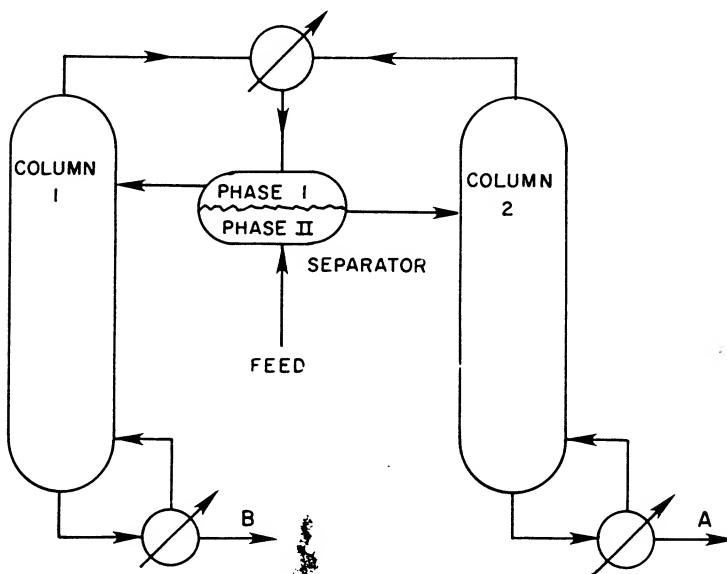 COLUMN
1
PHASE I
PHASE II
SEPARATOR
FEED
COLUMN
2
B
A